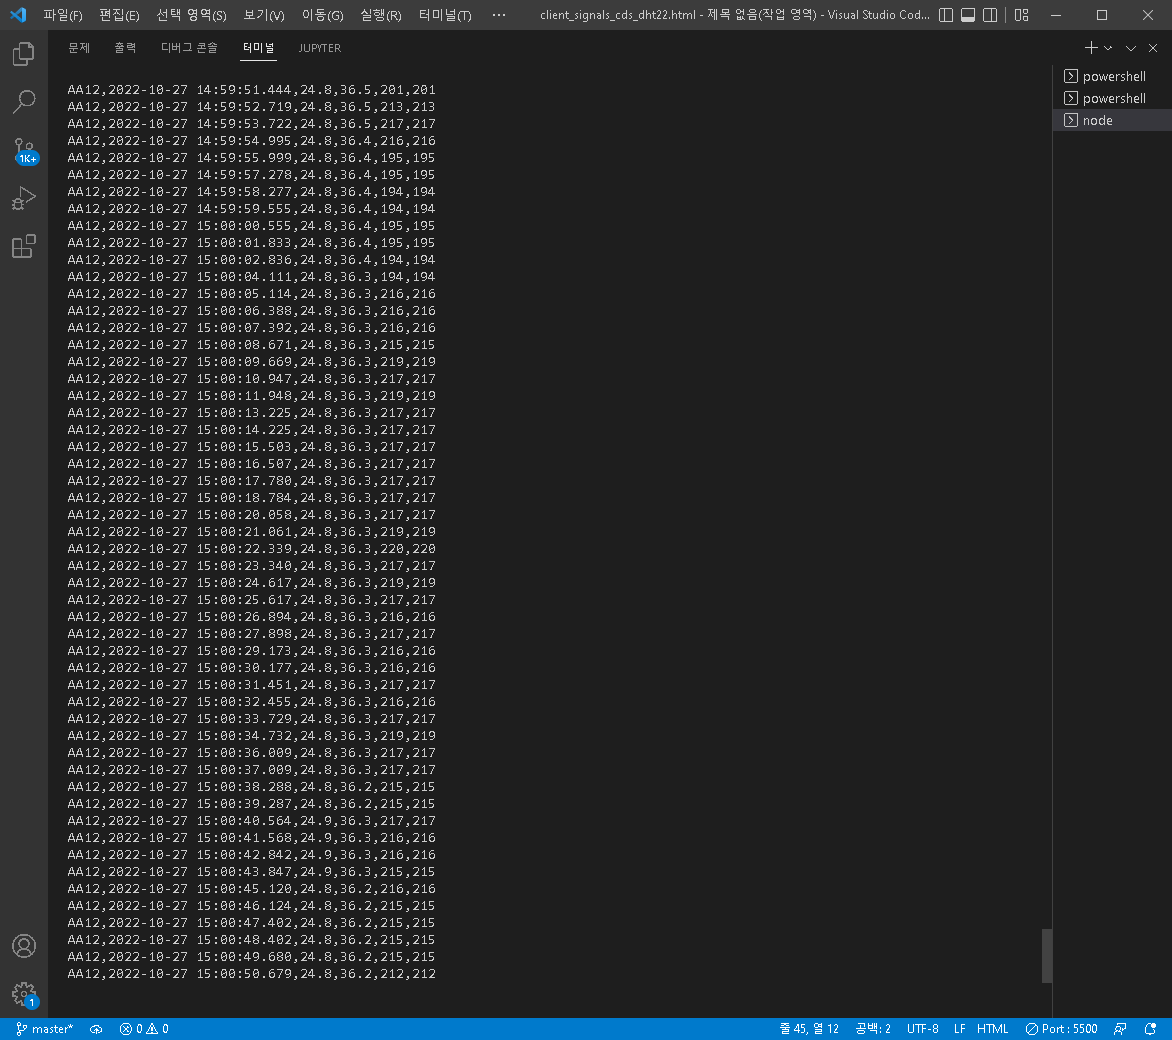 파일(F) 편집(E) 선택 영역(S) 보기(V) 이동(G) 실행(R) 터미널(T) ··· client_signals_cds_dht22.html - 제목 없음(작업 영역) - Visual Studio Cod...
문제 출력 디버그 콘솔 터미널 JUPYTER
powershell
powershell
node
1K+
AA12,2022-10-27 14:59:51.444,24.8,36.5,201,201
AA12,2022-10-27 14:59:52.719,24.8,36.5,213,213
AA12,2022-10-27 14:59:53.722,24.8,36.5,217,217
AA12,2022-10-27 14:59:54.995,24.8,36.4,216,216
AA12,2022-10-27 14:59:55.999,24.8,36.4,195,195
AA12,2022-10-27 14:59:57.278,24.8,36.4,195,195
AA12,2022-10-27 14:59:58.277,24.8,36.4,194,194
AA12,2022-10-27 14:59:59.555,24.8,36.4,194,194
AA12,2022-10-27 15:00:00.555,24.8,36.4,195,195
AA12,2022-10-27 15:00:01.833,24.8,36.4,195,195
AA12,2022-10-27 15:00:02.836,24.8,36.4,194,194
AA12,2022-10-27 15:00:04.111,24.8,36.3,194,194
AA12,2022-10-27 15:00:05.114,24.8,36.3,216,216
AA12,2022-10-27 15:00:06.388,24.8,36.3,216,216
AA12,2022-10-27 15:00:07.392,24.8,36.3,216,216
AA12,2022-10-27 15:00:08.671,24.8,36.3,215,215
AA12,2022-10-27 15:00:09.669,24.8,36.3,219,219
AA12,2022-10-27 15:00:10.947,24.8,36.3,217,217
AA12,2022-10-27 15:00:11.948,24.8,36.3,219,219
AA12,2022-10-27 15:00:13.225,24.8,36.3,217,217
AA12,2022-10-27 15:00:14.225,24.8,36.3,217,217
AA12,2022-10-27 15:00:15.503,24.8,36.3,217,217
AA12,2022-10-27 15:00:16.507,24.8,36.3,217,217
AA12,2022-10-27 15:00:17.780,24.8,36.3,217,217
AA12,2022-10-27 15:00:18.784,24.8,36.3,217,217
AA12,2022-10-27 15:00:20.058,24.8,36.3,217,217
AA12,2022-10-27 15:00:21.061,24.8,36.3,219,219
AA12,2022-10-27 15:00:22.339,24.8,36.3,220,220
AA12,2022-10-27 15:00:23.340,24.8,36.3,217,217
AA12,2022-10-27 15:00:24.617,24.8,36.3,219,219
AA12,2022-10-27 15:00:25.617,24.8,36.3,217,217
AA12,2022-10-27 15:00:26.894,24.8,36.3,216,216
AA12,2022-10-27 15:00:27.898,24.8,36.3,217,217
AA12,2022-10-27 15:00:29.173,24.8,36.3,216,216
AA12,2022-10-27 15:00:30.177,24.8,36.3,216,216
AA12,2022-10-27 15:00:31.451,24.8,36.3,217,217
AA12,2022-10-27 15:00:32.455,24.8,36.3,216,216
AA12,2022-10-27 15:00:33.729,24.8,36.3,217,217
AA12,2022-10-27 15:00:34.732,24.8,36.3,219,219
AA12,2022-10-27 15:00:36.009,24.8,36.3,217,217
AA12,2022-10-27 15:00:37.009,24.8,36.3,217,217
AA12,2022-10-27 15:00:38.288,24.8,36.2,215,215
AA12,2022-10-27 15:00:39.287,24.8,36.2,215,215
AA12,2022-10-27 15:00:40.564,24.9,36.3,217,217
AA12,2022-10-27 15:00:41.568,24.9,36.3,216,216
AA12,2022-10-27 15:00:42.842,24.9,36.3,216,216
AA12,2022-10-27 15:00:43.847,24.9,36.3,215,215
AA12,2022-10-27 15:00:45.120,24.8,36.2,216,216
AA12,2022-10-27 15:00:46.124,24.8,36.2,215,215
AA12,2022-10-27 15:00:47.402,24.8,36.2,215,215
AA12,2022-10-27 15:00:48.402,24.8,36.2,215,215
AA12,2022-10-27 15:00:49.680,24.8,36.2,215,215
AA12,2022-10-27 15:00:50.679,24.8,36.2,212,212
1
master* 0 0 줄 45, 열 12 공백: 2 UTF-8 LF HTML Port : 5500